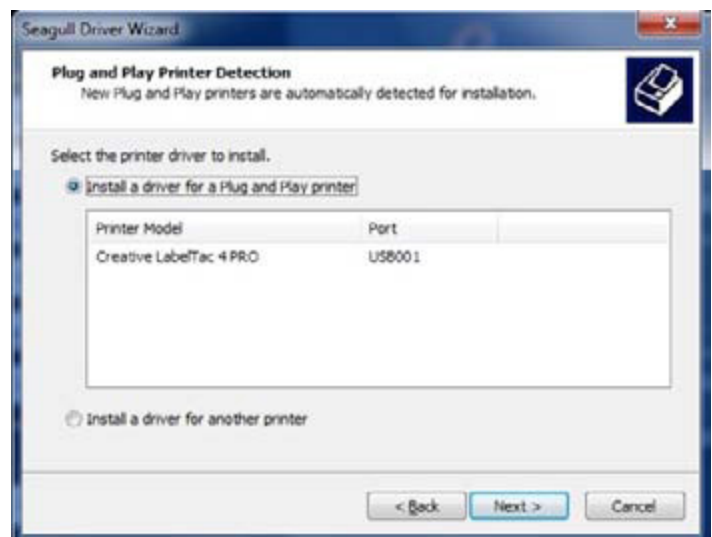 Seagull Driver Wizard
Plug and Play Printer Detection
New Plug and Play printers are automatically detected for installation.
Select the printer driver to install.
Install a driver for a Plug and Play printer
Printer Model Port
Creative LabelTac 4 PRO USB001
Install a driver for another printer
< Back Next > Cancel